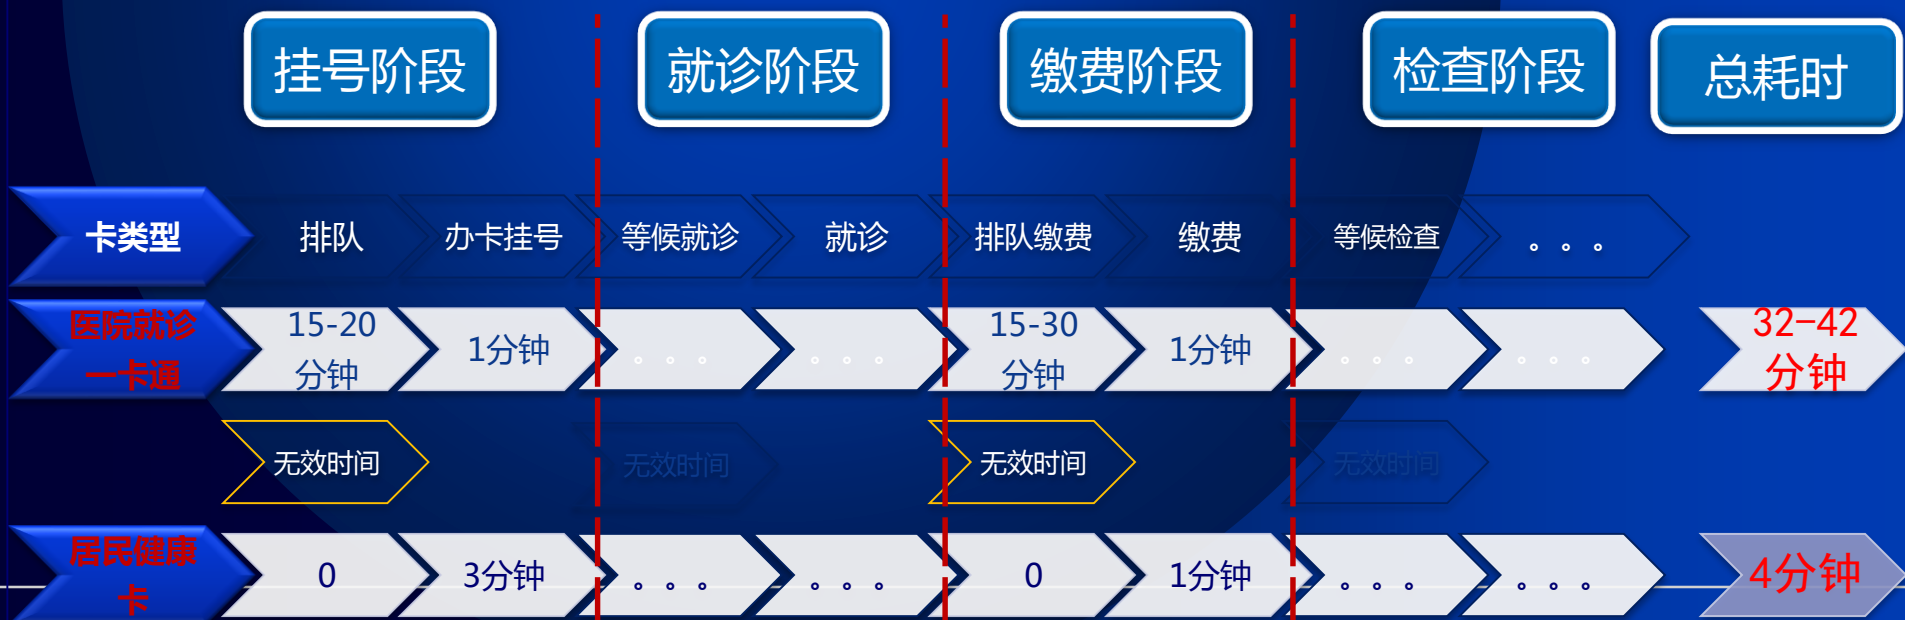 挂号阶段
就诊阶段
缴费阶段
检查阶段
总耗时
卡类型
排队
办卡挂号
等候就诊
就诊
排队缴费
缴费
等候检查
。。。
医院就诊
一卡通
15-20
分钟
1分钟
。。。
。。。
15-30
分钟
1分钟
。。。
。。。
32-42
分钟
无效时间
无效时间
无效时间
无效时间
居民健康
卡
0
3分钟
。。。
。。。
0
1分钟
。。。
。。。
4分钟